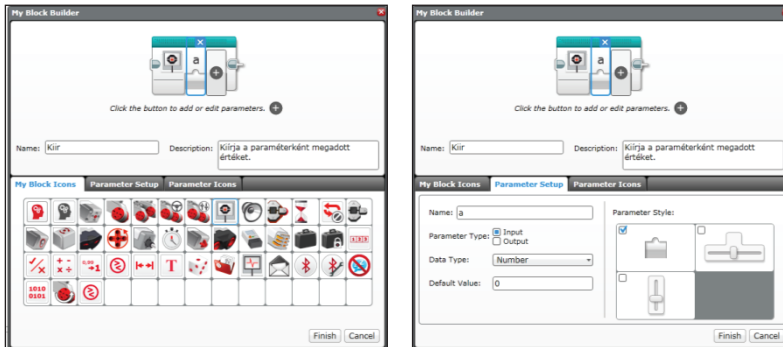 My Block Builder
a
Click the button to add or edit parameters.
Name: Kiir
Description: Kiírja a paraméterként megadott
értéket.
My Block Icons Parameter Setup Parameter Icons
T
0,99
→1
1010
0101
Finish Cancel
My Block Builder
a
Click the button to add or edit parameters.
Name: Kiir
Description: Kiírja a paraméterként megadott
értéket.
My Block Icons Parameter Setup Parameter Icons
Name: a
Parameter Type: Input
Output
Data Type: Number
Default Value: 0
Parameter Style:
Finish Cancel